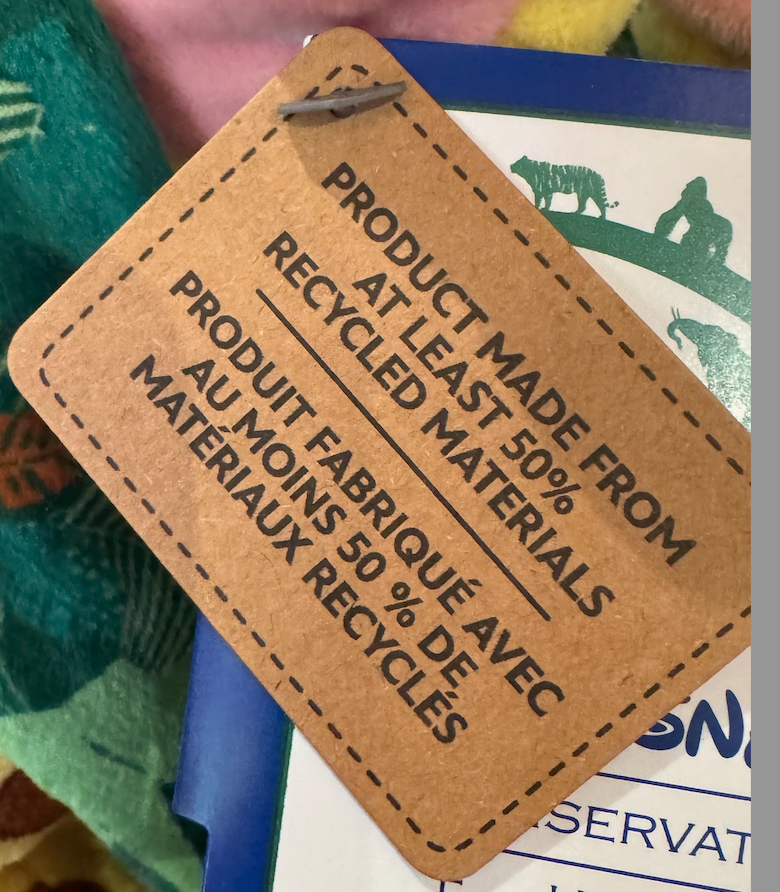 PRODUCT MADE FROM
AT LEAST 50%
RECYCLED MATERIALS
PRODUIT FABRIQUÉ AVEC
AU MOINS 50 % DE
MATÉRIAUX RECYCLÉS